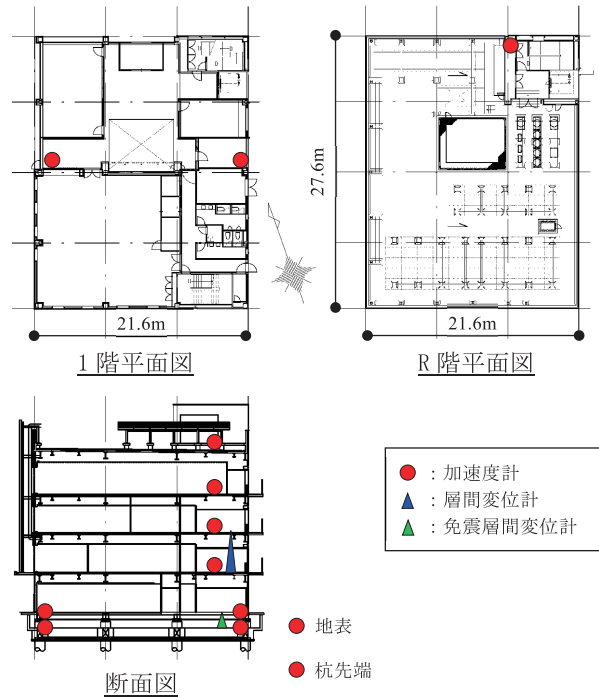 21.6m
1階平面図
27.6m
21.6m
R階平面図
：加速度計
：層間変位計
：免震層間変位計
地表
杭先端
断面図